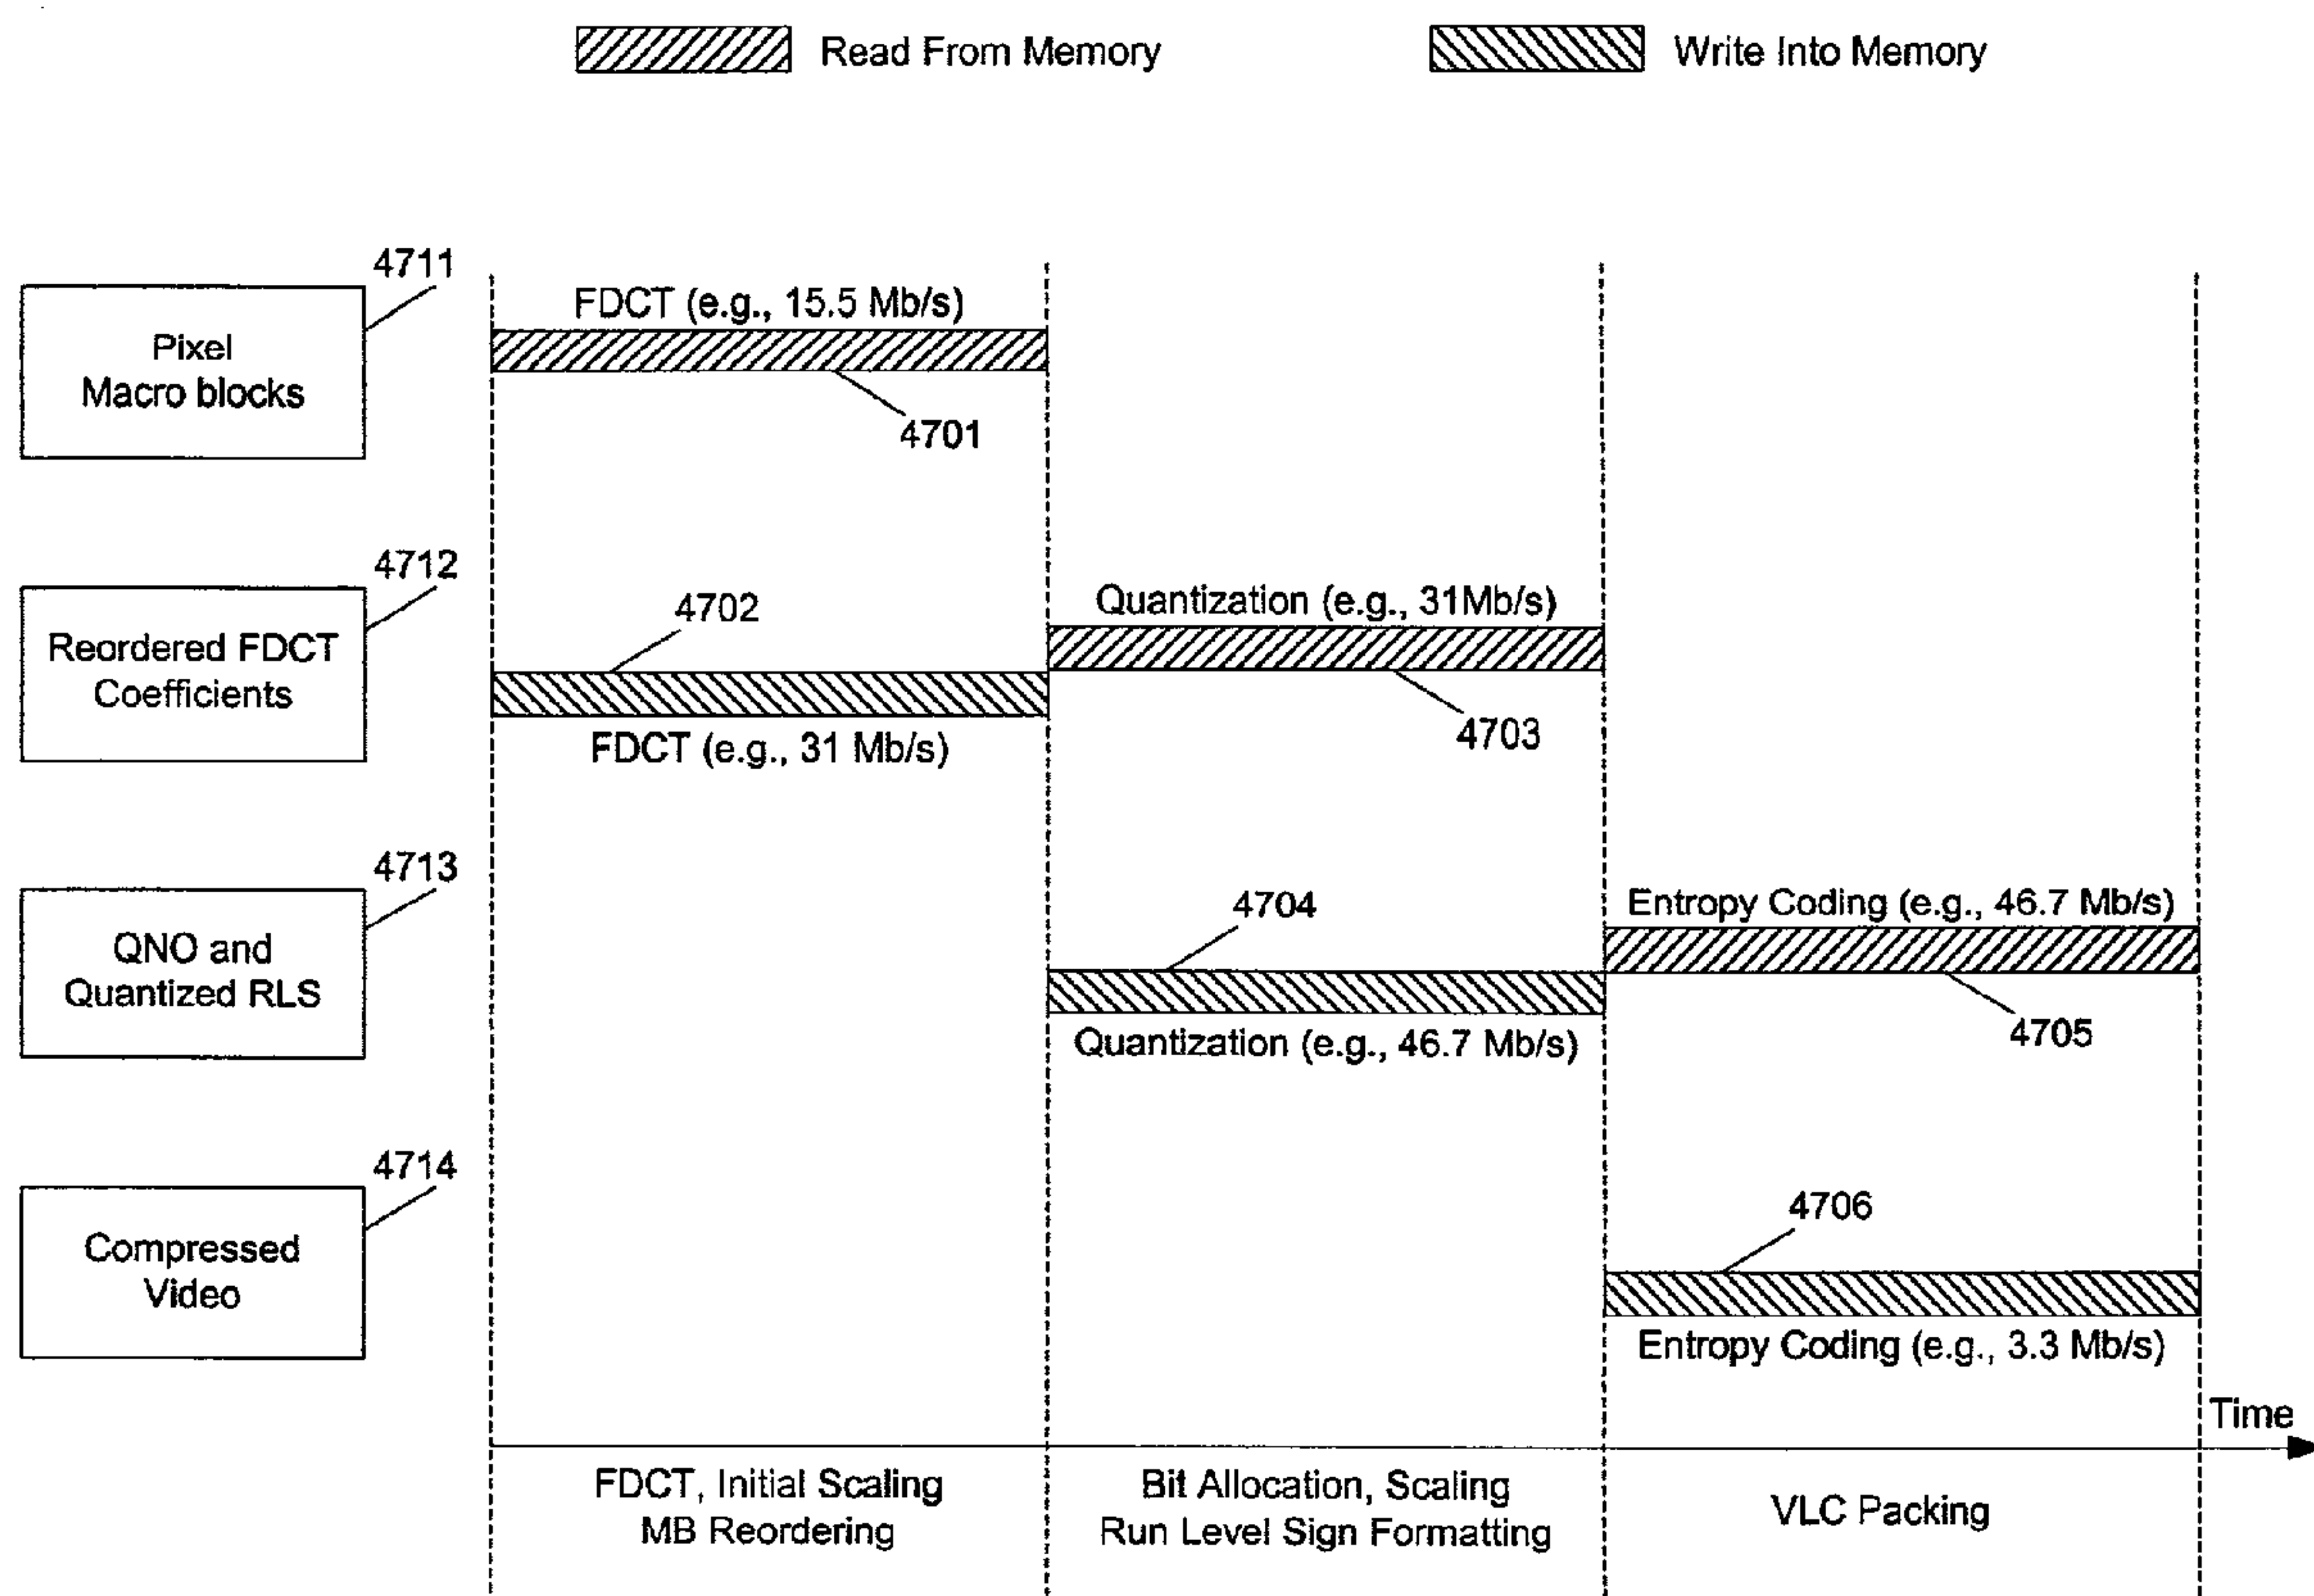 Read From Memory
Write Into Memory
4711
Pixel
Macro blocks
FDCT (e.g., 15.5 Mb/s)
4701
4712
Reordered FDCT
Coefficients
4702
FDCT (e.g., 31 Mb/s)
Quantization (e.g., 31Mb/s)
4703
4713
QNO and
Quantized RLS
4704
Quantization (e.g., 46.7 Mb/s)
Entropy Coding (e.g., 46.7 Mb/s)
4705
4714
Compressed
Video
4706
Entropy Coding (e.g., 3.3 Mb/s)
Time
FDCT, Initial Scaling
MB Reordering
Bit Allocation, Scaling
Run Level Sign Formatting
VLC Packing